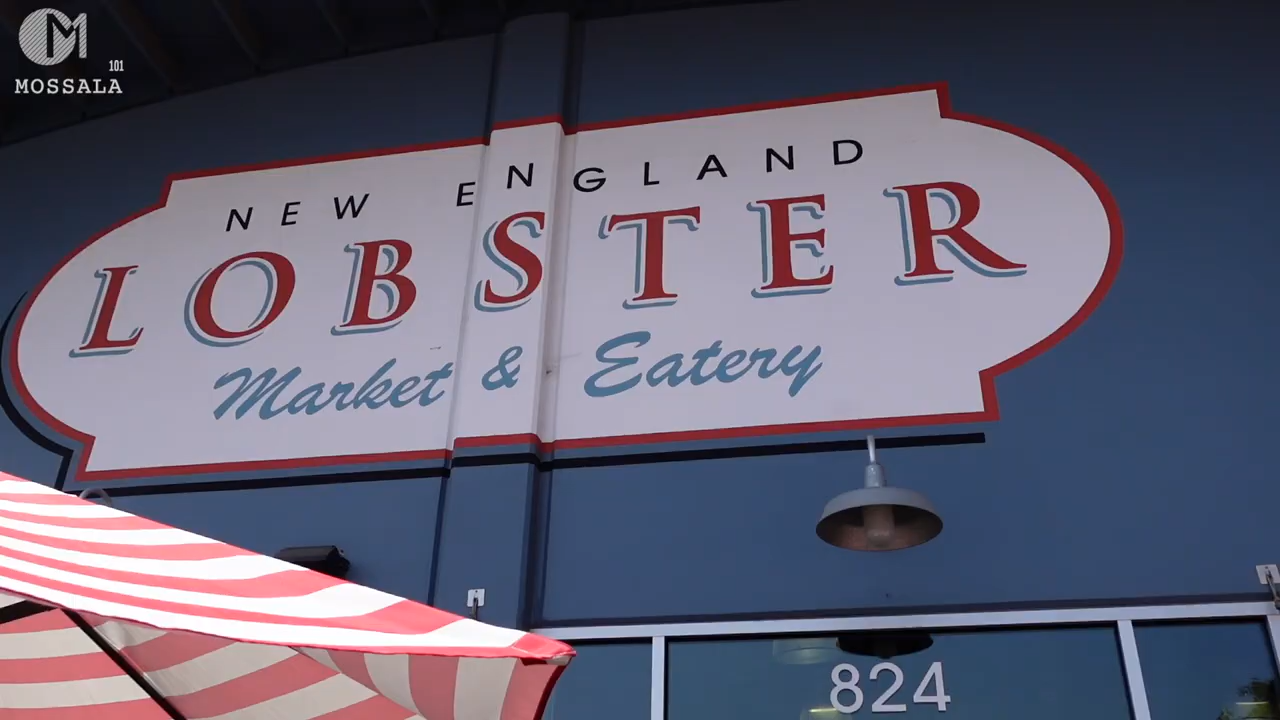 M
101
MOSSALA
NEW ENGLAND
LOBSTER
Market & Eatery
824